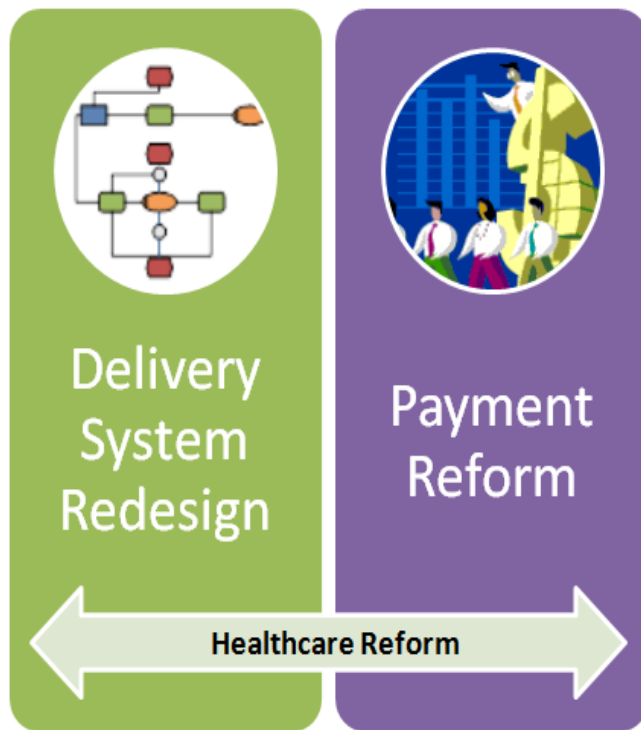 Delivery
System
Redesign
Payment
Reform
Healthcare Reform